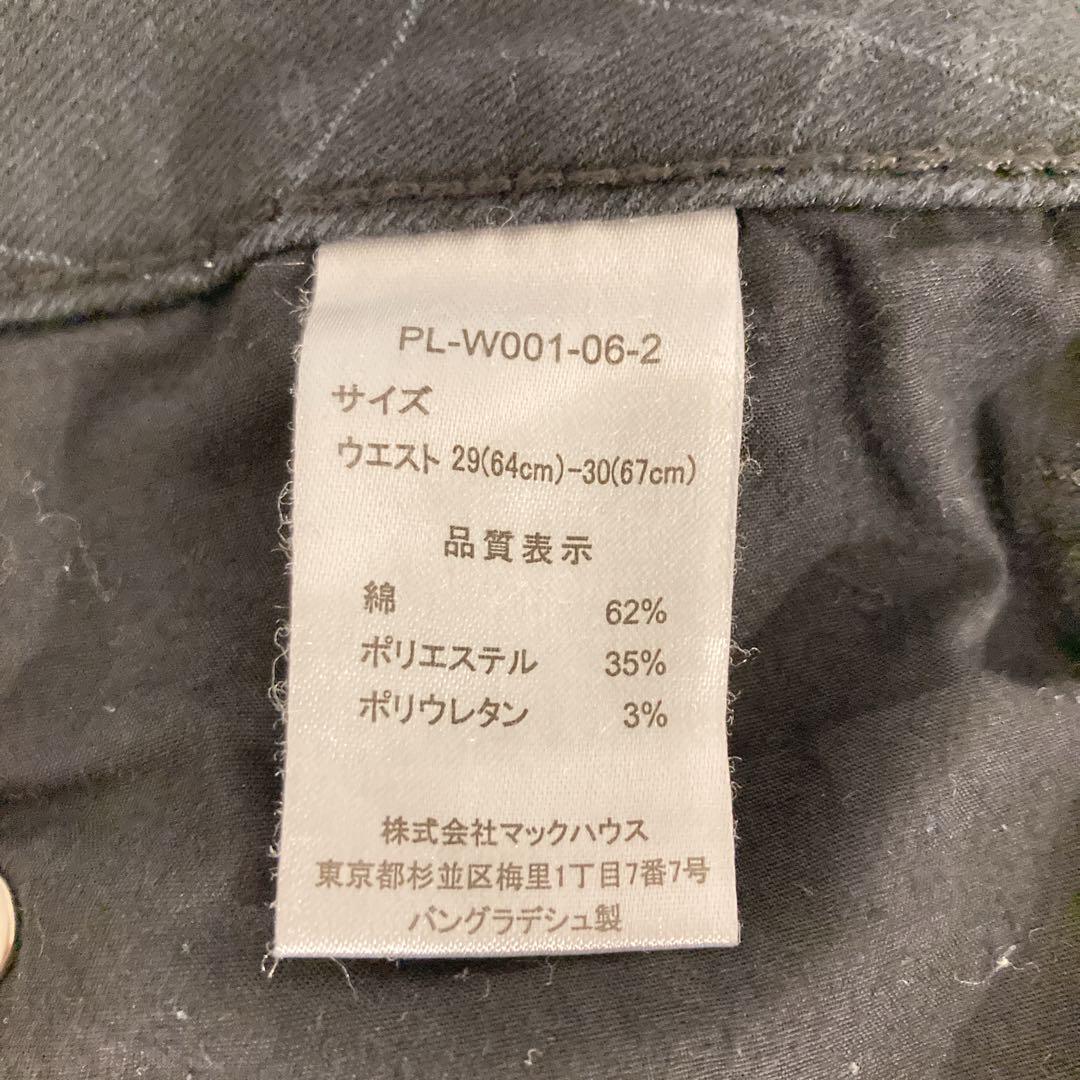 PL-W001-06-2
サイズ
ウエスト 29(64cm)-30(67cm)
品質表示
綿 62%
ポリエステル 35%
ポリウレタン 3%
株式会社マックハウス
東京都杉並区梅里1丁目7番7号
バングラデシュ製